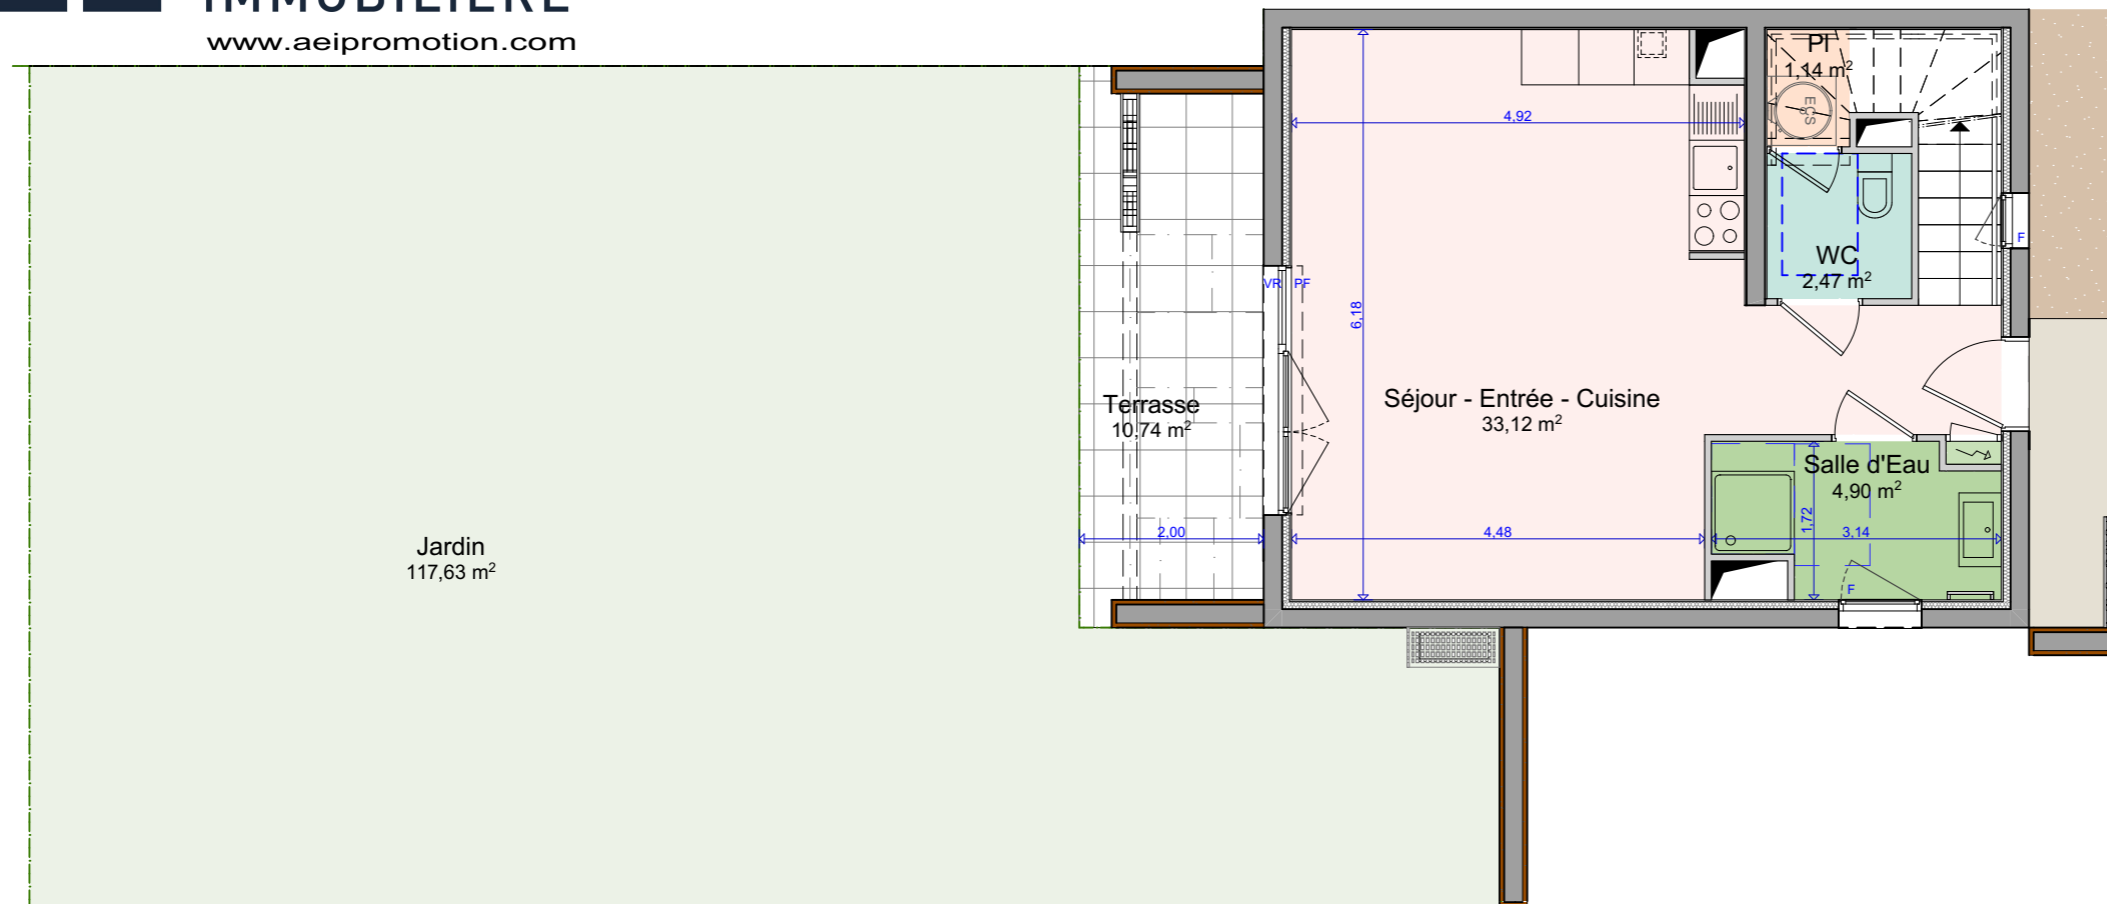 IMMOBILIÈRE
www.aeipromotion.com
Pl
1,14 m²
ECS
4,92
WC
2,47 m²
F
VR PF
6,18
Séjour - Entrée - Cuisine
33,12 m²
Terrasse
10,74 m²
Salle d'Eau
4,90 m²
1,72
2,00
4,48
3,14
Jardin
117,63 m²
F